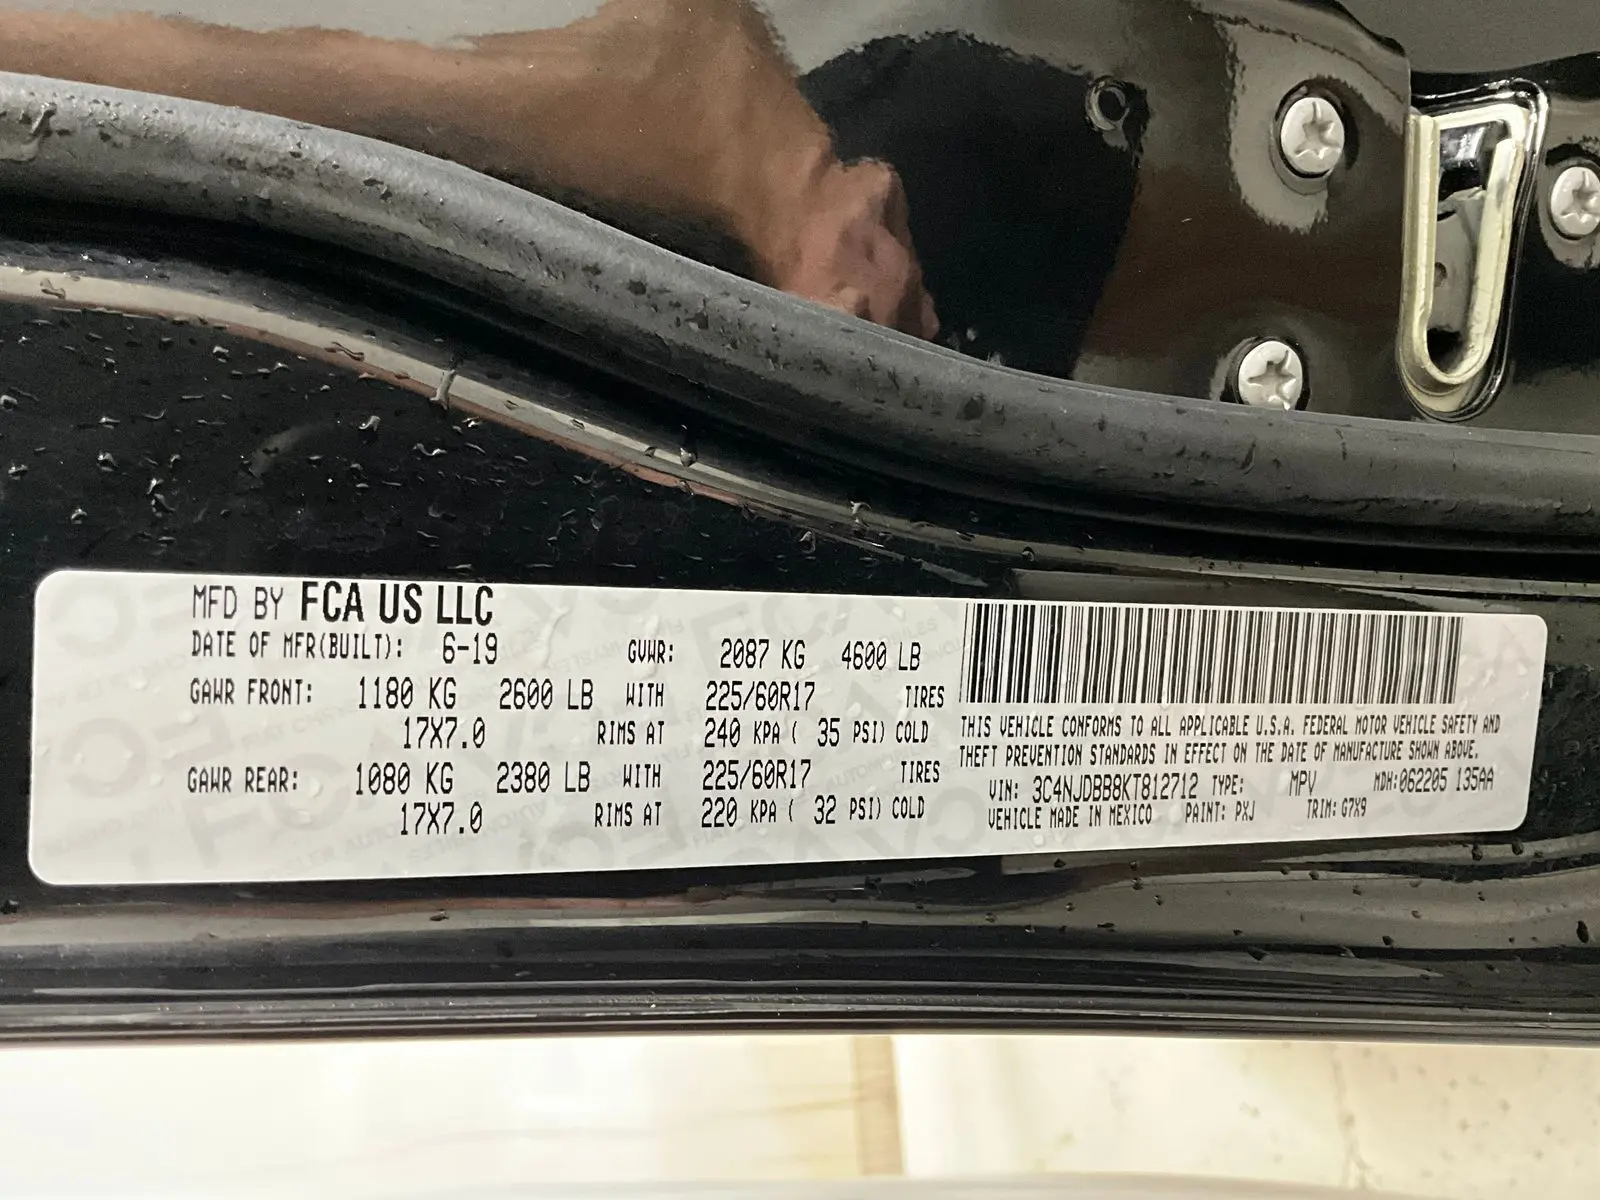 MFD BY FCA US LLC
DATE OF MFR(BUILT): 6-19 GVWR: 2087 KG 4600 LB
GAWR FRONT: 1180 KG 2600 LB WITH 225/60R17 TIRES
17X7.0 RIMS AT 240 KPA ( 35 PSI) COLD
GAWR REAR: 1080 KG 2380 LB WITH 225/60R17 TIRES
17X7.0 RIMS AT 220 KPA ( 32 PSI) COLD
THIS VEHICLE CONFORMS TO ALL APPLICABLE U.S.A. FEDERAL MOTOR VEHICLE SAFETY AND
THEFT PREVENTION STANDARDS IN EFFECT ON THE DATE OF MANUFACTURE SHOWN ABOVE.
VIN: 3C4NJDBB8KT812712 TYPE: MPV MDH:062205 135AA
VEHICLE MADE IN MEXICO PAINT: PXJ TRIM: G7X9